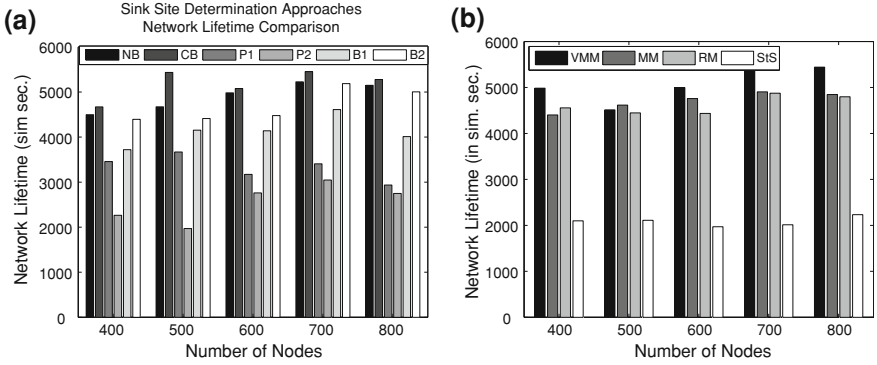 (a)
Sink Site Determination Approaches
Network Lifetime Comparison
NB CB P1 P2 B1 B2
Network Lifetime (sim sec.)
6000
5000
4000
3000
2000
1000
0
400 500 600 700 800
Number of Nodes
(b)
VMM MM RM StS
Network Lifetime (in sim. sec.)
6000
5000
4000
3000
2000
1000
0
400 500 600 700 800
Number of Nodes